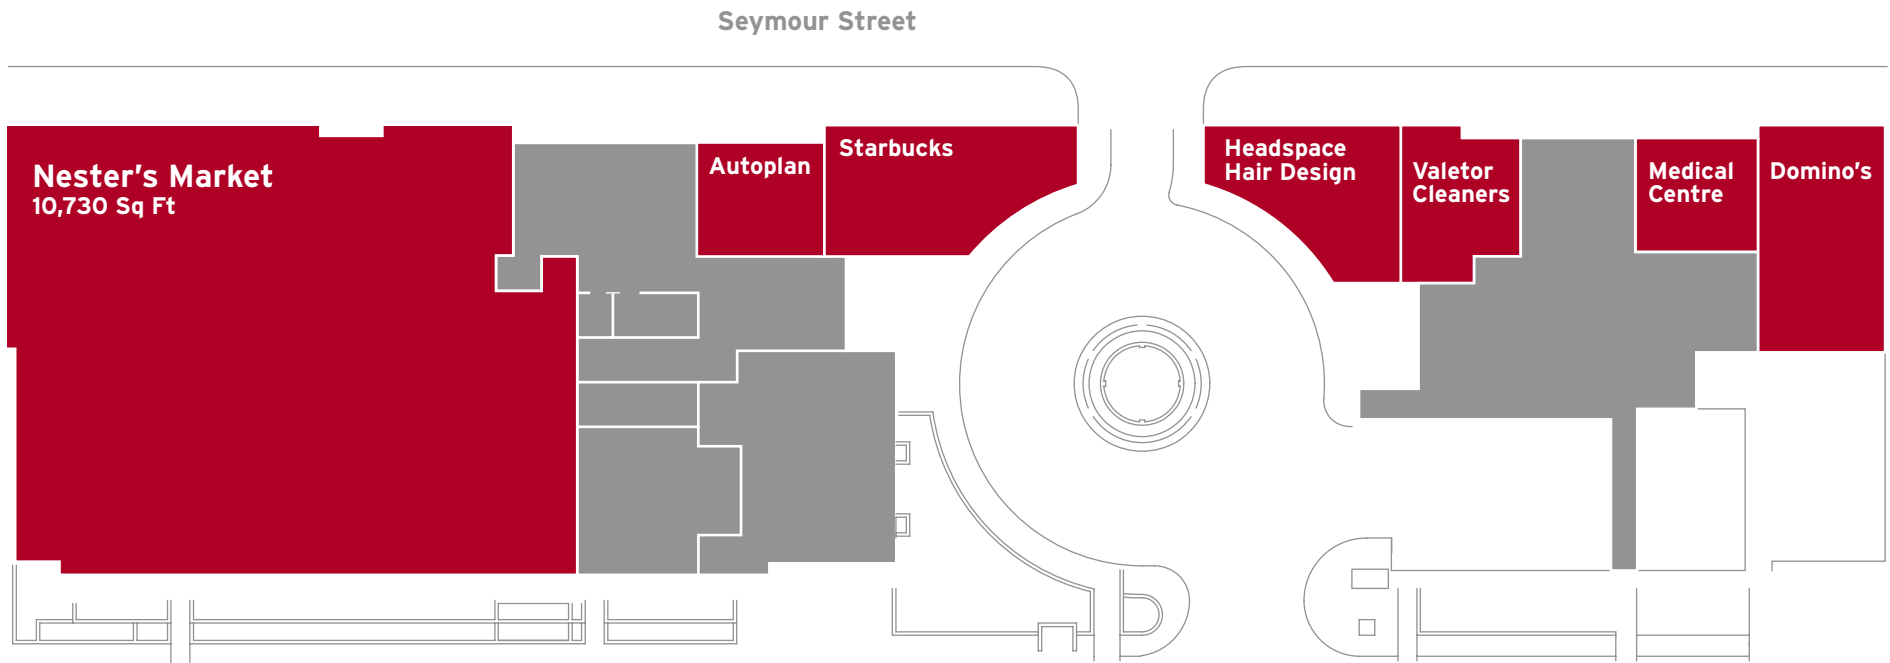 Seymour Street
Nester's Market
10,730 Sq Ft
Autoplan
Starbucks
Headspace
Hair Design
Valetor
Cleaners
Medical
Centre
Domino's